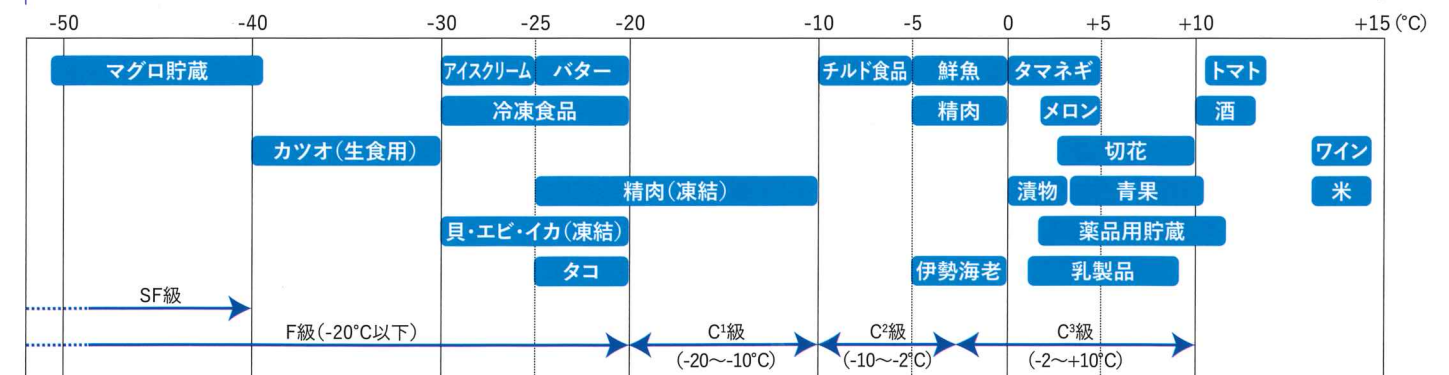 -50 -40 -30 -25 -20 -10 -5 0 +5 +10 +15(℃)
マグロ貯蔵 アイスクリーム バター チルド食品 鮮魚 タマネギ トマト
冷凍食品 精肉 メロン 酒
カツオ(生食用) 切花 ワイン
精肉(凍結) 漬物 青果 米
貝・エビ・イカ(凍結) 薬品用貯蔵
タコ 伊勢海老 乳製品
SF級
F級(-20℃以下) C¹級 C²級 C³級
(-20〜-10℃) (-10〜-2℃) (-2〜+10℃)